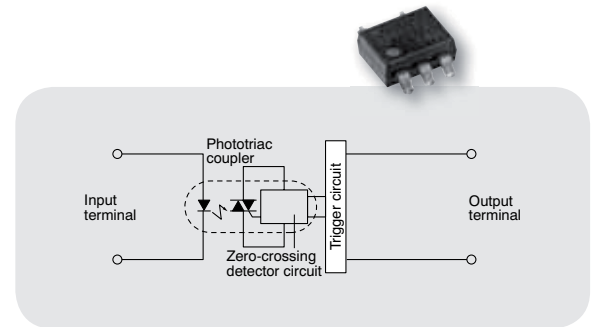 Phototriac
coupler
Input
terminal
Trigger circuit
Output
terminal
Zero-crossing
detector circuit